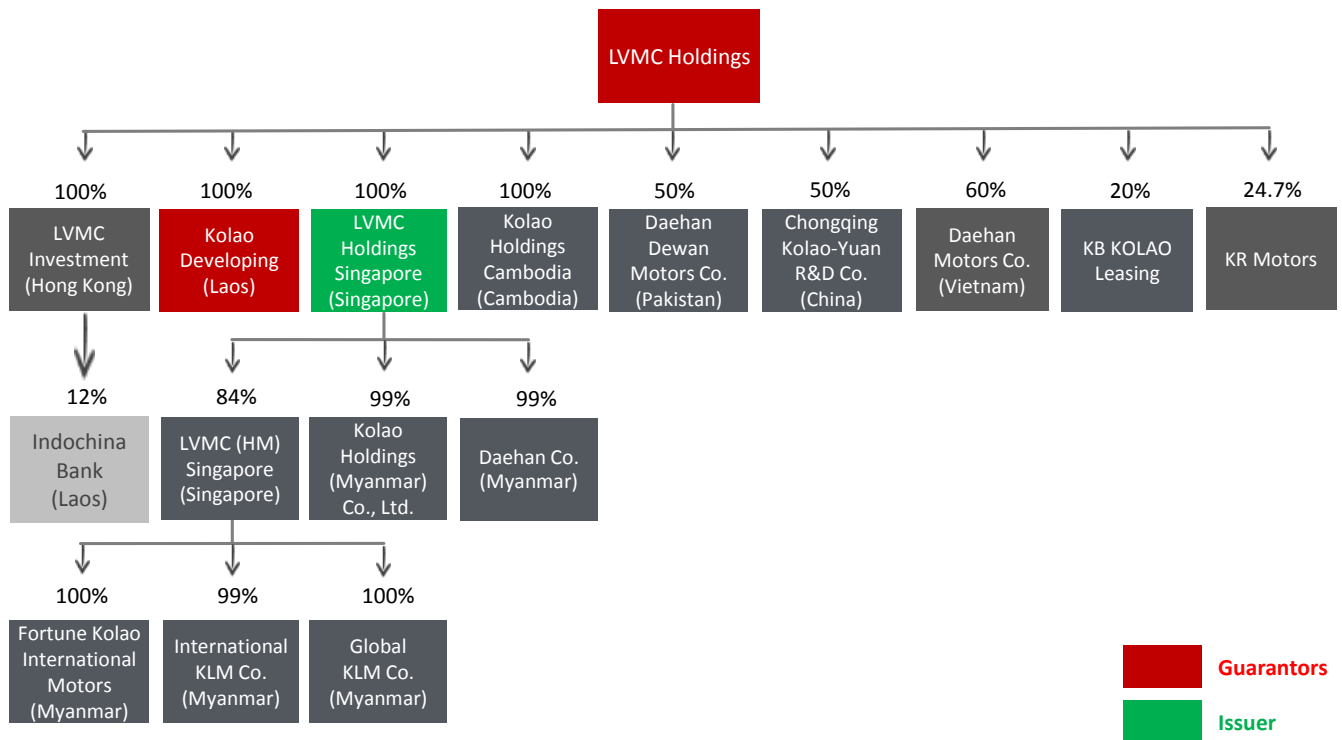 LVMC Holdings
100%
100%
100%
100%
50%
50%
60%
20%
24.7%
LVMC
Investment
(Hong Kong)
Kolao
Developing
(Laos)
LVMC
Holdings
Singapore
(Singapore)
Kolao
Holdings
Cambodia
(Cambodia)
Daehan
Dewan
Motors Co.
(Pakistan)
Chongqing
Kolao-Yuan
R&D Co.
(China)
Daehan
Motors Co.
(Vietnam)
KB KOLAO
Leasing
KR Motors
12%
84%
99%
99%
Indochina
Bank
(Laos)
LVMC (HM)
Singapore
(Singapore)
Kolao
Holdings
(Myanmar)
Co., Ltd.
Daehan Co.
(Myanmar)
100%
99%
100%
Fortune Kolao
International
Motors
(Myanmar)
International
KLM Co.
(Myanmar)
Global
KLM Co.
(Myanmar)
Guarantors
Issuer